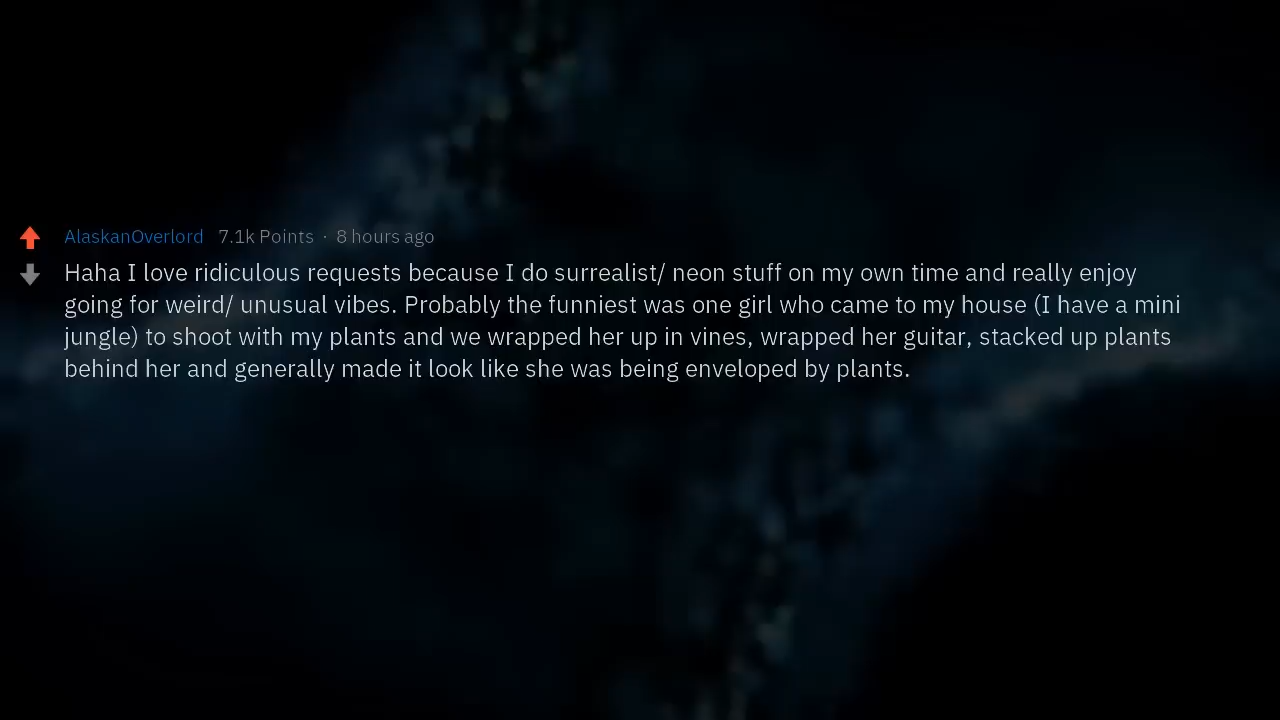 AlaskanOverlord 7.1k Points · 8 hours ago
Haha I love ridiculous requests because I do surrealist/ neon stuff on my own time and really enjoy
going for weird/ unusual vibes. Probably the funniest was one girl who came to my house (I have a mini
jungle) to shoot with my plants and we wrapped her up in vines, wrapped her guitar, stacked up plants
behind her and generally made it look like she was being enveloped by plants.